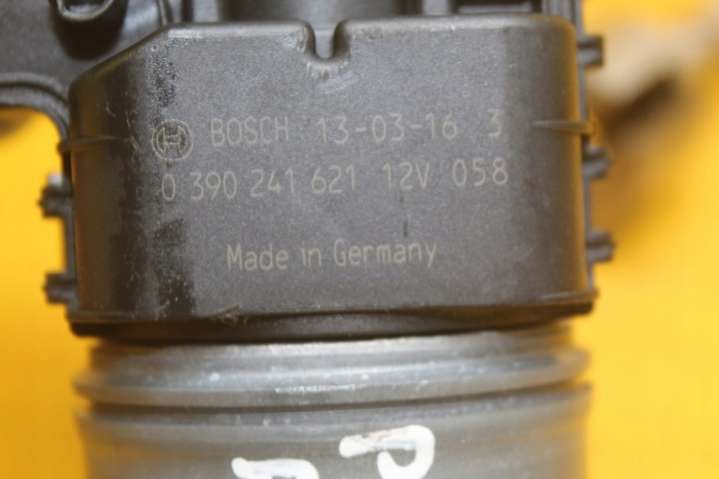 BOSCH 13-03-16 3
0 390 241 621 12V 058
Made in Germany